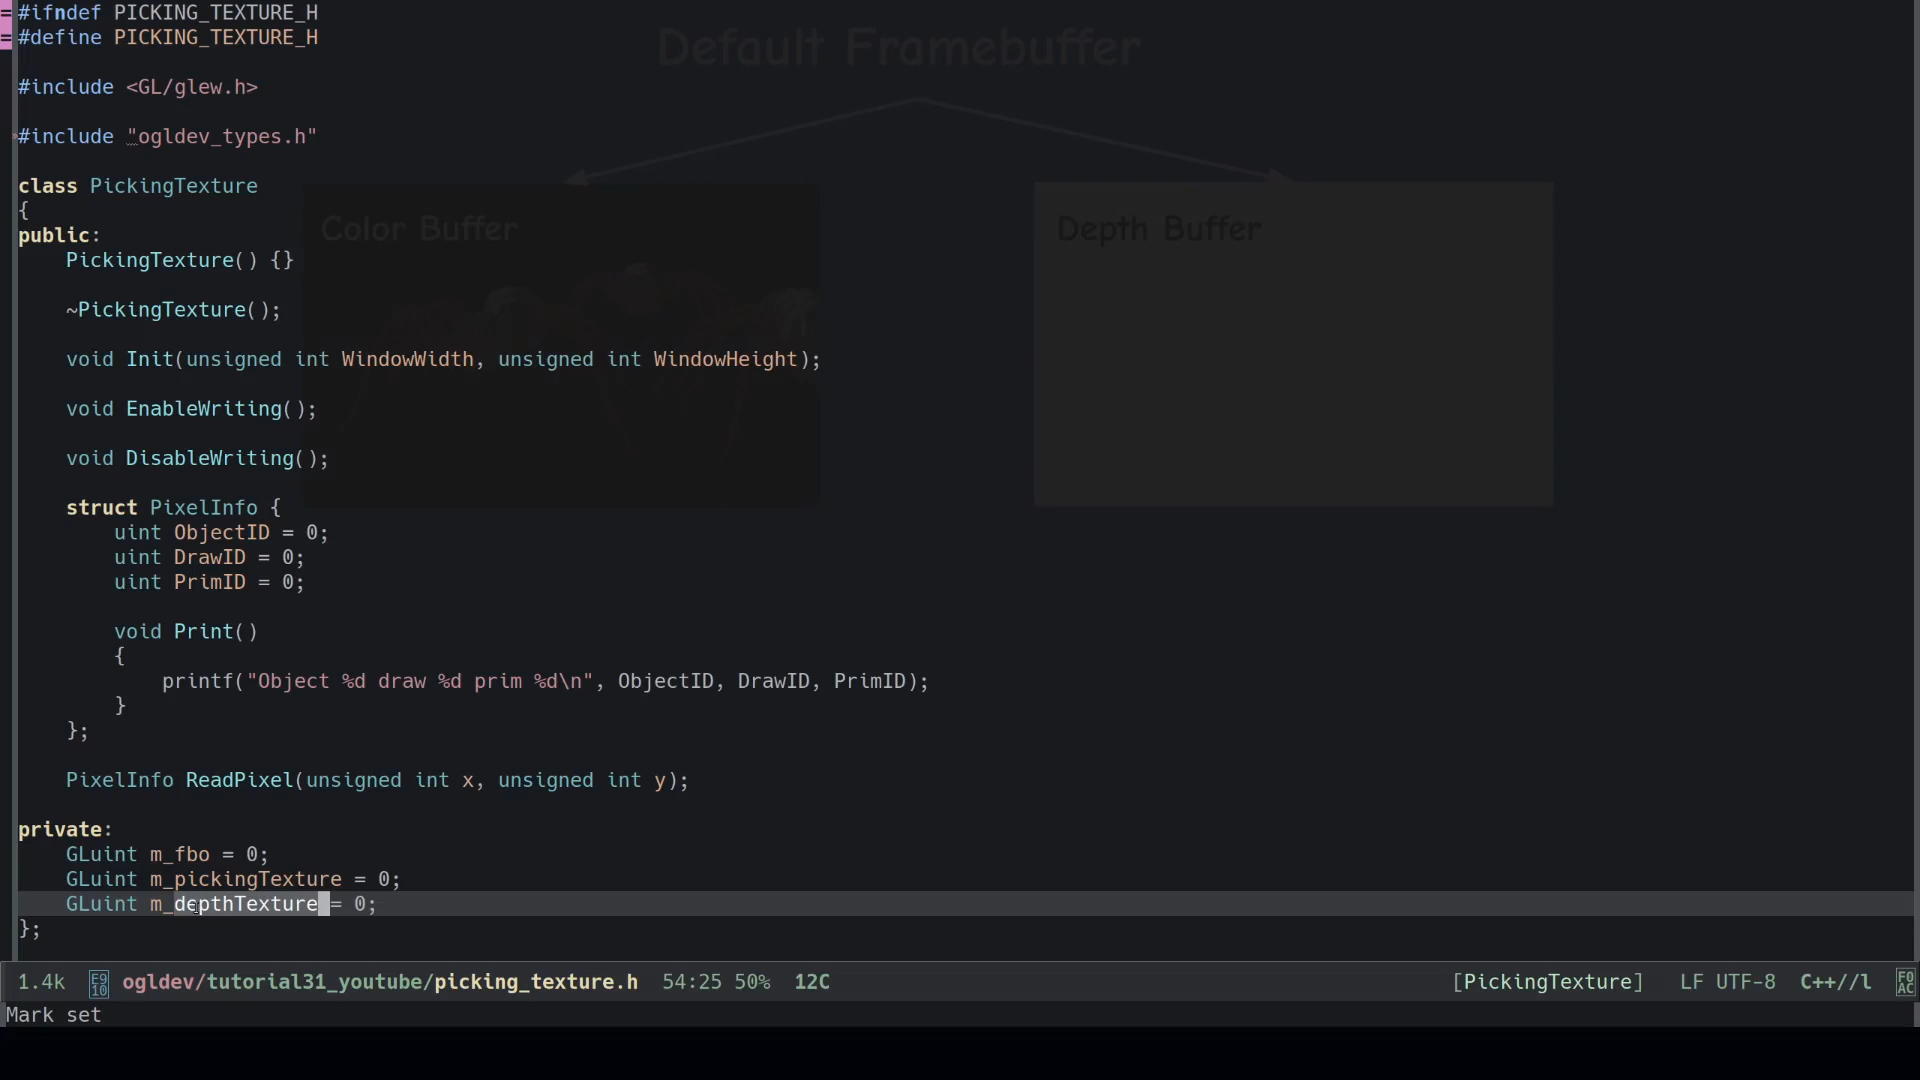 #ifndef PICKING_TEXTURE_H
#define PICKING_TEXTURE_H
Default Framebuffer
#include <GL/glew.h>
#include "ogldev_types.h"
class PickingTexture
{
Color Buffer
Depth Buffer
public:
PickingTexture() {}
~PickingTexture();
void Init(unsigned int WindowWidth, unsigned int WindowHeight);
void EnableWriting();
void DisableWriting();
struct PixelInfo {
uint ObjectID = 0;
uint DrawID = 0;
uint PrimID = 0;
void Print()
{
printf("Object %d draw %d prim %d\n", ObjectID, DrawID, PrimID);
}
};
PixelInfo ReadPixel(unsigned int x, unsigned int y);
private:
GLuint m_fbo = 0;
GLuint m_pickingTexture = 0;
GLuint m_depthTexture = 0;
};
1.4k E9 10 ogldev/tutorial31_youtube/picking_texture.h 54:25 50% 12C [PickingTexture] LF UTF-8 C++//l F0 AC
Mark set